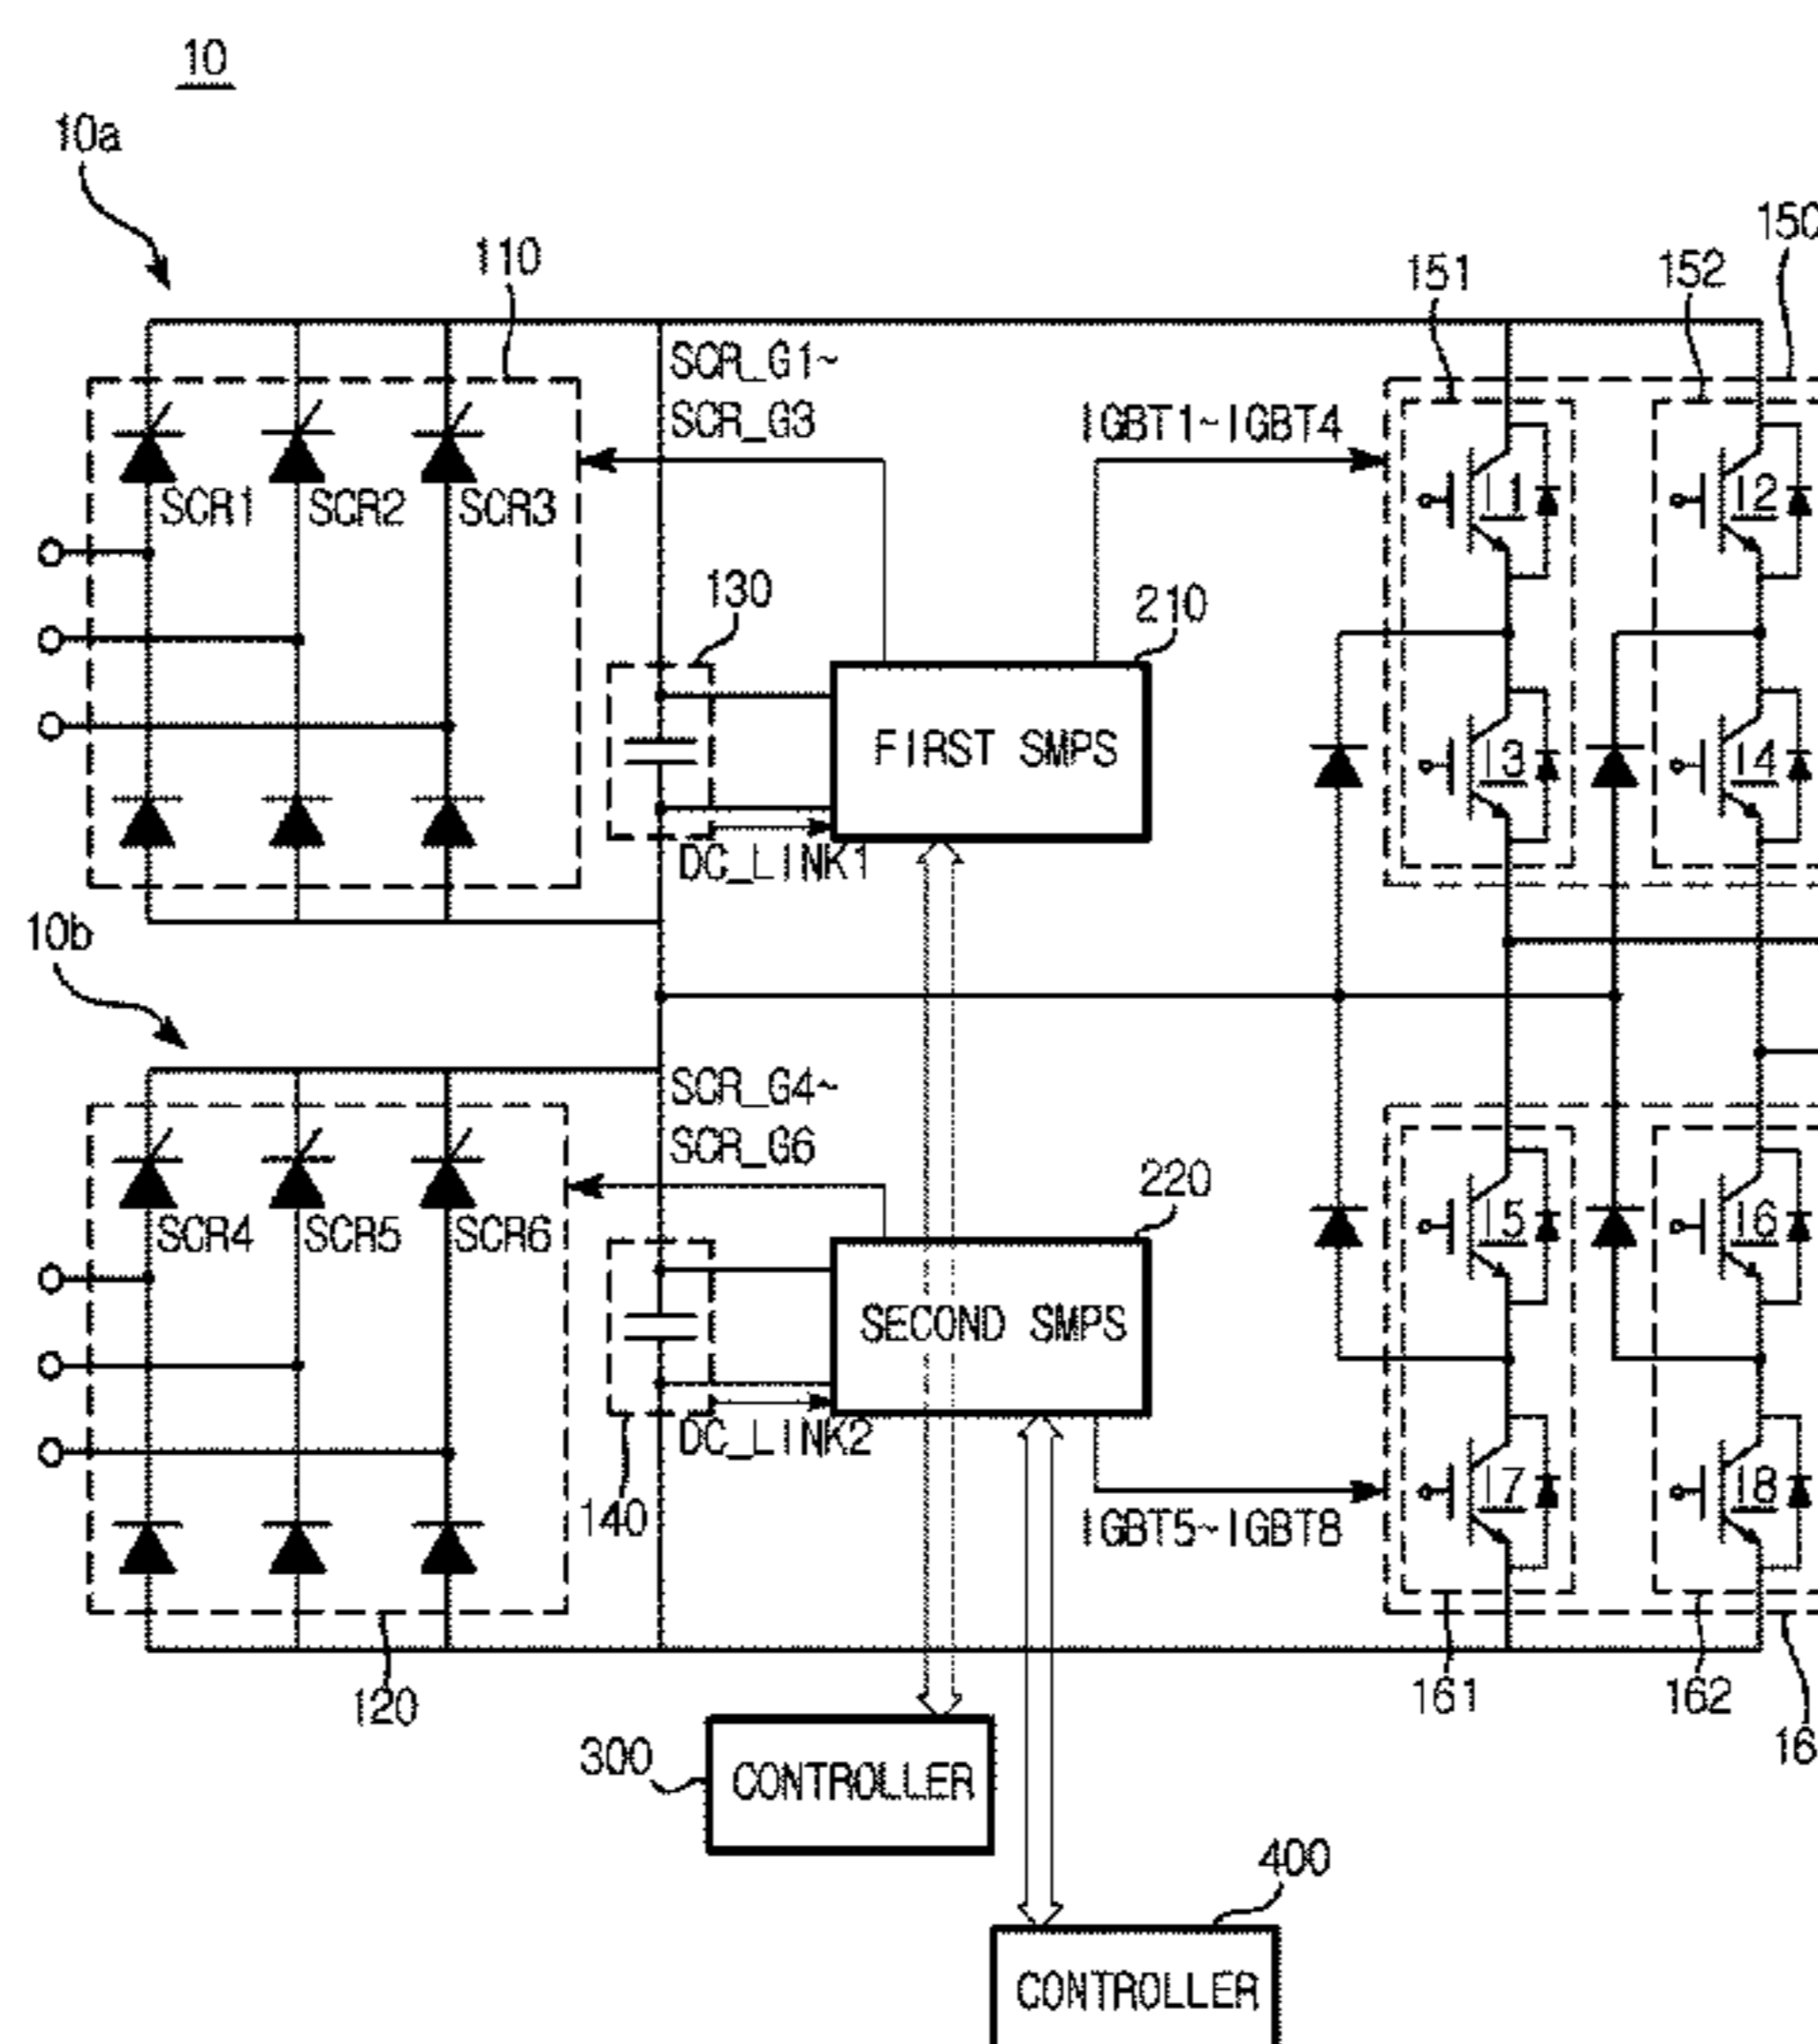 10
10a
110
151
152
150
SCR_G1~
SCR_G3
IGBT1~IGBT4
SCR1
SCR2
SCR3
I1
I2
130
210
FIRST SMPS
I3
I4
DC_LINK1
10b
SCR_G4~
SCR_G6
220
SCR4
SCR5
SCR6
I5
I6
SECOND SMPS
DC_LINK2
140
IGBT5~IGBT8
I7
I8
120
161
162
16
300
CONTROLLER
400
CONTROLLER